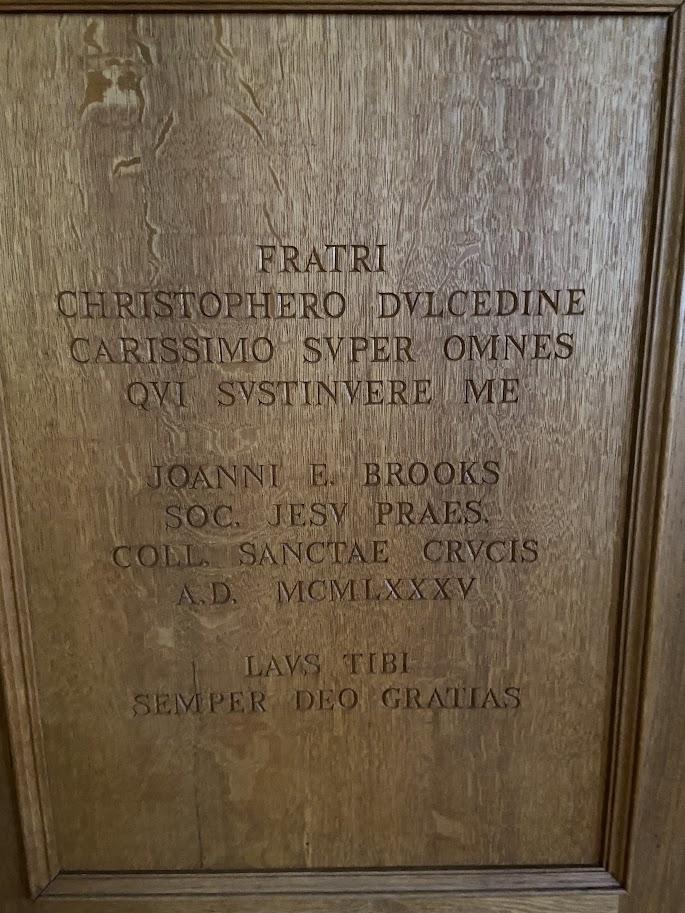 FRATRI
CHRISTOPHERO DVLCEDINE
CARISSIMO SVPER OMNES
QVI SVSTINVERE ME
JOANNI E. BROOKS
SOC. JESV PRAES.
COLL. SANCTAE CRVCIS
A.D. MCMLXXXV
LAVS TIBI
SEMPER DEO GRATIAS